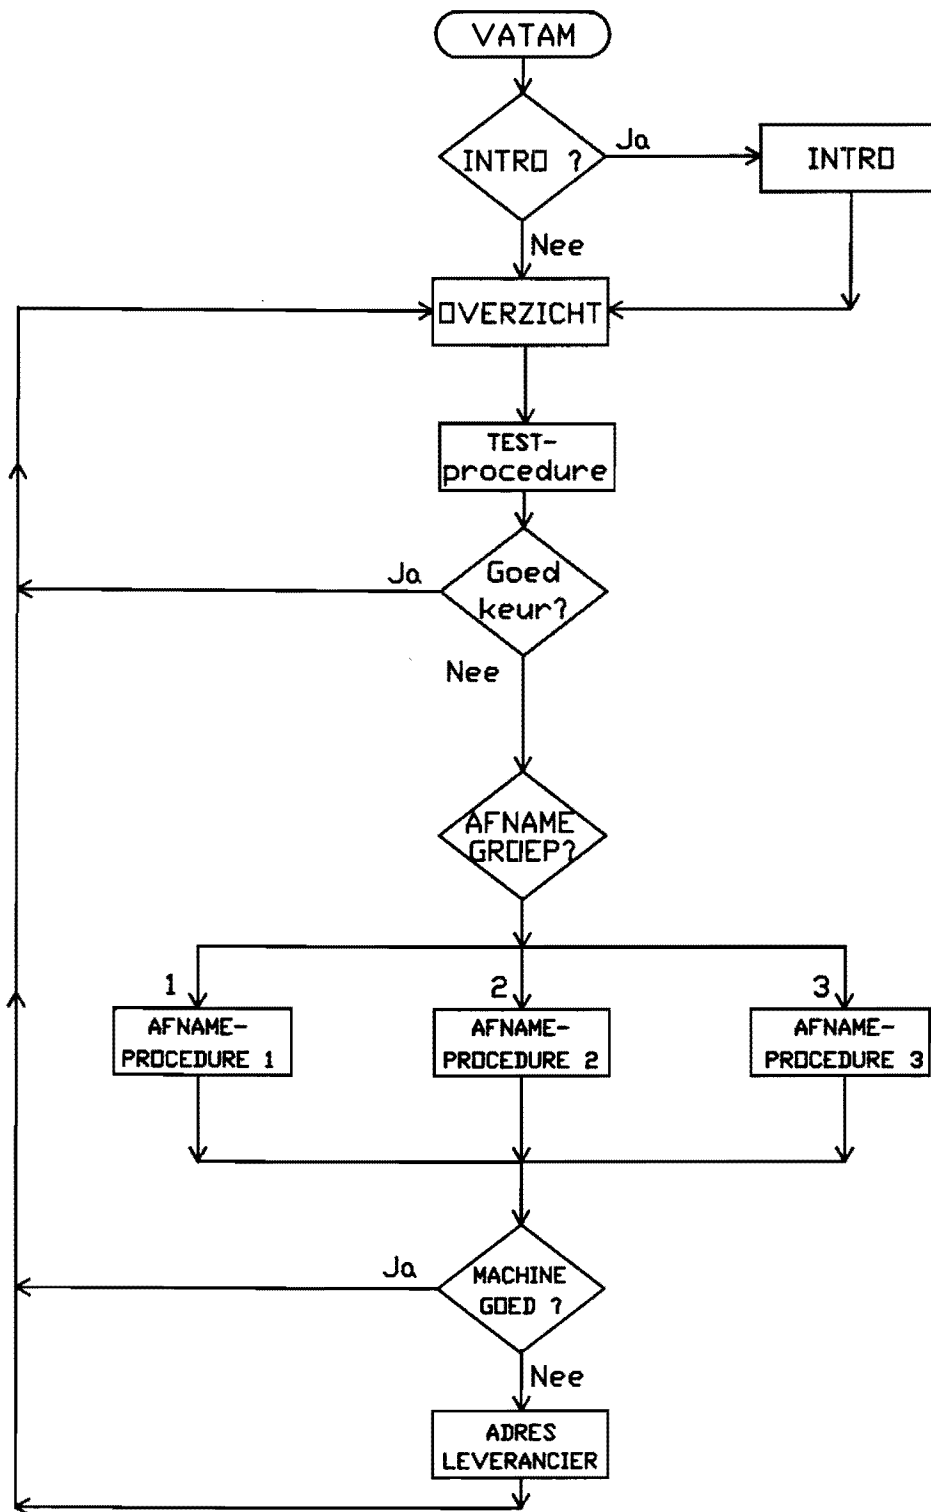 VATAM
INTRO ?
Ja
INTRO
Nee
OVERZICHT
TEST-
procedure
Ja
Goed
keur?
Nee
AFNAME
GROEP?
1
2
3
AFNAME-
PROCEDURE 1
AFNAME-
PROCEDURE 2
AFNAME-
PROCEDURE 3
Ja
MACHINE
GOED ?
Nee
ADRES
LEVERANCIER